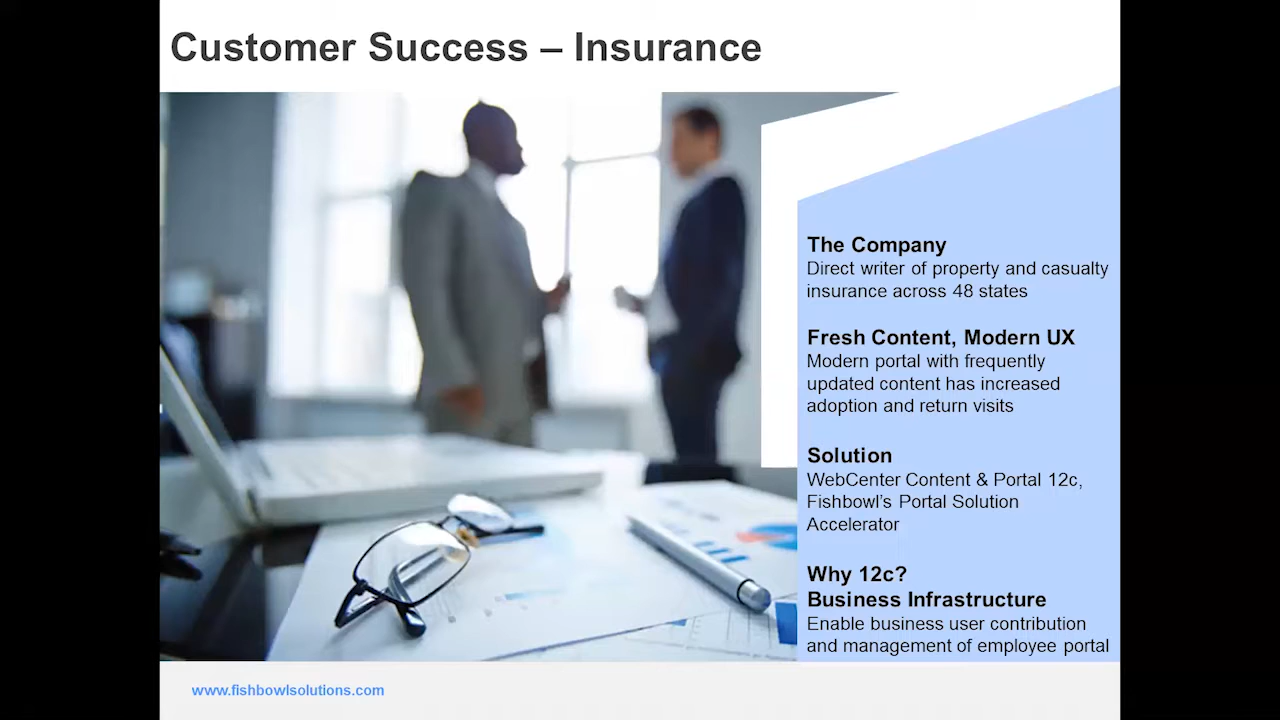 Customer Success – Insurance
The Company
Direct writer of property and casualty
insurance across 48 states
Fresh Content, Modern UX
Modern portal with frequently
updated content has increased
adoption and return visits
Solution
WebCenter Content & Portal 12c,
Fishbowl’s Portal Solution
Accelerator
Why 12c?
Business Infrastructure
Enable business user contribution
and management of employee portal
www.fishbowlsolutions.com